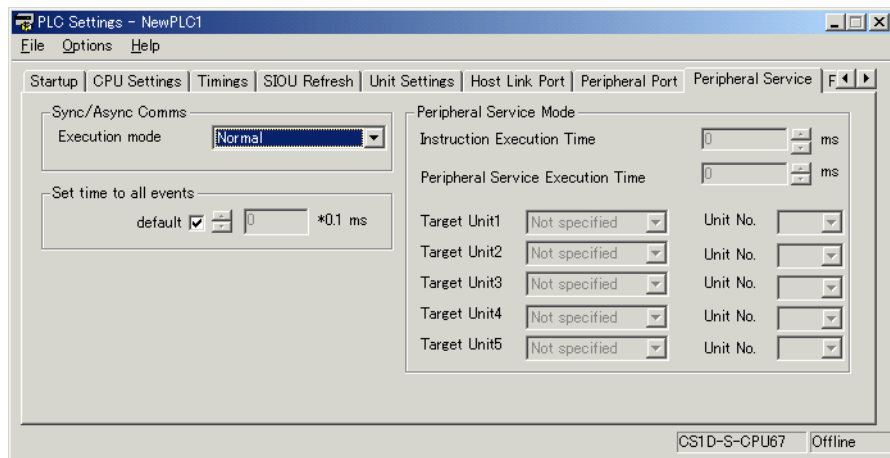 PLC Settings - NewPLC1
File Options Help
Startup CPU Settings Timings SIOU Refresh Unit Settings Host Link Port Peripheral Port Peripheral Service F
Sync/Async Comms
Execution mode Normal
Set time to all events
default 0 *0.1 ms
Peripheral Service Mode
Instruction Execution Time 0 ms
Peripheral Service Execution Time 0 ms
Target Unit1 Not specified Unit No.
Target Unit2 Not specified Unit No.
Target Unit3 Not specified Unit No.
Target Unit4 Not specified Unit No.
Target Unit5 Not specified Unit No.
CS1D-S-CPU67 Offline